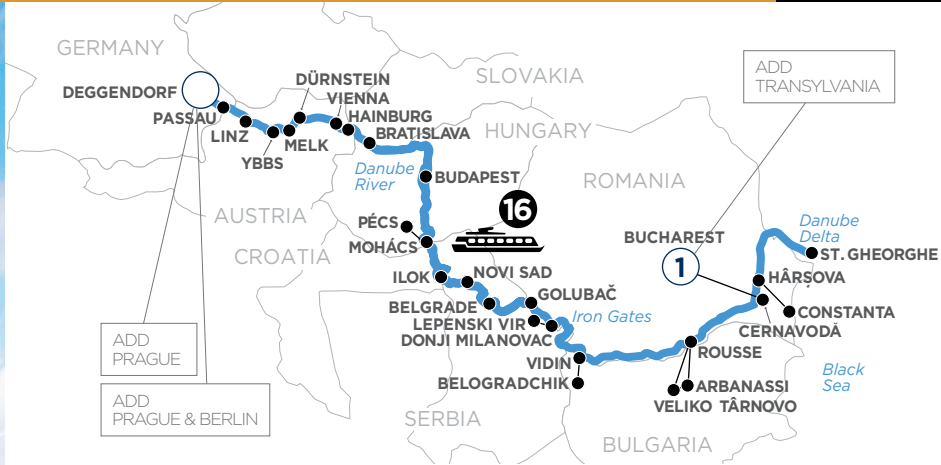 GERMANY
SLOVAKIA
ADD
TRANSYLVANIA
DÜRNSTEIN
DEGGENDORF
VIENNA
PASSAU
HAINBURG
LINZ
BRATISLAVA
HUNGARY
MELK
YBBS
Danube
River
BUDAPEST
ROMANIA
16
AUSTRIA
PÉCS
Danube
Delta
BUCHAREST
MOHÁCS
CROATIA
ST. GHEORGHE
1
ILOK
NOVI SAD
HÂRȘOVA
GOLUBAČ
BELGRADE
CONSTANTA
LEPENSKI VIR
Iron Gates
CERNAVODĂ
DONJI MILANOVAC
ADD
PRAGUE
ROUSSE
VIDIN
Black
Sea
BELOGRADCHIK
ARBANASSI
ADD
PRAGUE & BERLIN
VELIKO TÂRNOVO
SERBIA
BULGARIA